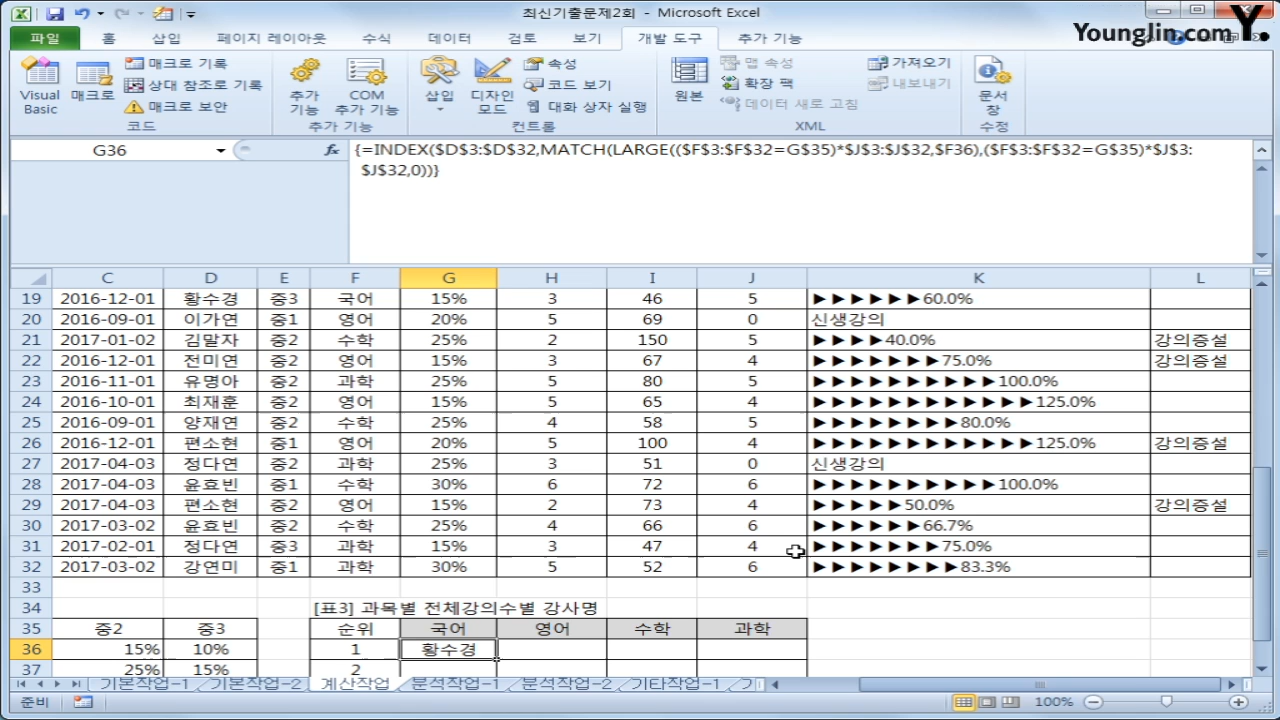 최신기출문제2회 - Microsoft Excel
Younglin.com Y.
파일 홈 삽입 페이지 레이아웃 수식 데이터 검토 보기 개발 도구 추가 기능
Visual Basic
매크로
매크로 기록
상대 참조로 기록
매크로 보안
코드
추가 기능
COM 추가 기능
추가 기능
삽입
디자인 모드
속성
코드 보기
대화 상자 실행
컨트롤
원본
맵 속성
확장 팩
데이터 새로 고침
가져오기
내보내기
XML
문서 창
수정
G36 fx {=INDEX($D$3:$D$32,MATCH(LARGE(($F$3:$F$32=G$35)*$J$3:$J$32,$F36),($F$3:$F$32=G$35)*$J$3:
$J$32,0))}
C D E F G H I J K L
19 2016-12-01 황수경 중3 국어 15% 3 46 5 ▶▶▶▶▶▶60.0%
20 2016-09-01 이가연 중1 영어 20% 5 69 0 신생강의
21 2017-01-02 김말자 중2 수학 25% 2 150 5 ▶▶▶▶40.0% 강의증설
22 2016-12-01 전미연 중2 영어 15% 3 67 4 ▶▶▶▶▶▶▶75.0% 강의증설
23 2016-11-01 유명아 중2 과학 25% 5 80 5 ▶▶▶▶▶▶▶▶▶▶100.0%
24 2016-10-01 최재훈 중2 영어 15% 5 65 4 ▶▶▶▶▶▶▶▶▶▶▶▶125.0%
25 2016-09-01 양재연 중2 수학 25% 4 58 5 ▶▶▶▶▶▶▶▶80.0%
26 2016-12-01 편소현 중1 영어 20% 5 100 4 ▶▶▶▶▶▶▶▶▶▶▶▶125.0% 강의증설
27 2017-04-03 정다연 중2 과학 25% 3 51 0 신생강의
28 2017-04-03 윤효빈 중1 수학 30% 6 72 6 ▶▶▶▶▶▶▶▶▶▶100.0%
29 2017-04-03 편소현 중2 영어 15% 2 73 4 ▶▶▶▶▶50.0% 강의증설
30 2017-03-02 윤효빈 중2 수학 25% 4 66 6 ▶▶▶▶▶▶66.7%
31 2017-02-01 정다연 중3 과학 15% 3 47 4 ▶▶▶▶▶▶▶75.0%
32 2017-03-02 강연미 중1 과학 30% 5 52 6 ▶▶▶▶▶▶▶▶83.3%
33
34 [표3] 과목별 전체강의수별 강사명
35 중2 중3 순위 국어 영어 수학 과학
36 15% 10% 1 황수경
37 25% 15% 2
기본작업-1 기본작업-2 계산작업 분석작업-1 분석작업-2 기타작업-1 기
준비 100%